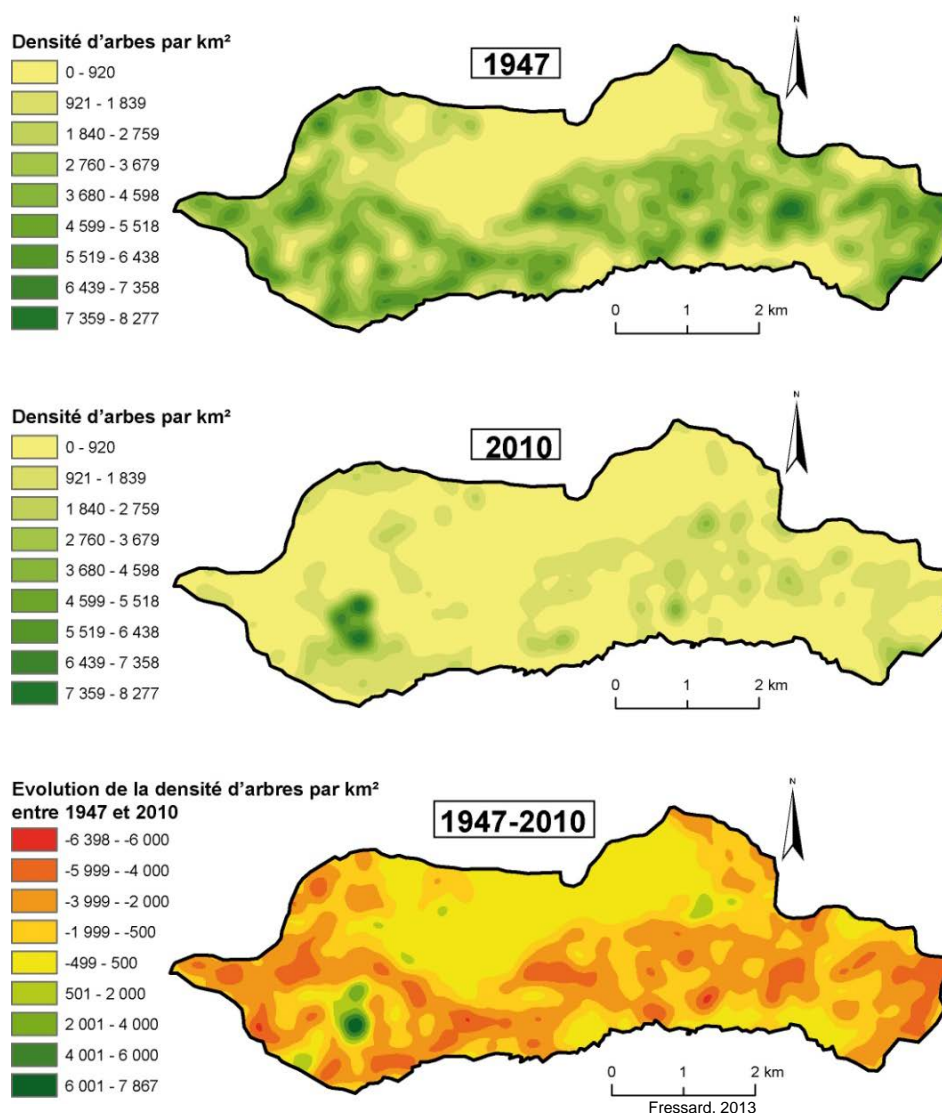 Densité d'arbes par km²
1947
N
0 - 920
921 - 1 839
1 840 - 2 759
2 760 - 3 679
3 680 - 4 598
4 599 - 5 518
5 519 - 6 438
6 439 - 7 358
7 359 - 8 277
0 1 2 km
Densité d'arbes par km²
2010
N
0 - 920
921 - 1 839
1 840 - 2 759
2 760 - 3 679
3 680 - 4 598
4 599 - 5 518
5 519 - 6 438
6 439 - 7 358
7 359 - 8 277
0 1 2 km
Evolution de la densité d'arbres par km²
entre 1947 et 2010
1947-2010
N
-6 398 - -6 000
-5 999 - -4 000
-3 999 - -2 000
-1 999 - -500
-499 - 500
501 - 2 000
2 001 - 4 000
4 001 - 6 000
6 001 - 7 867
0 1 2 km
Fressard, 2013